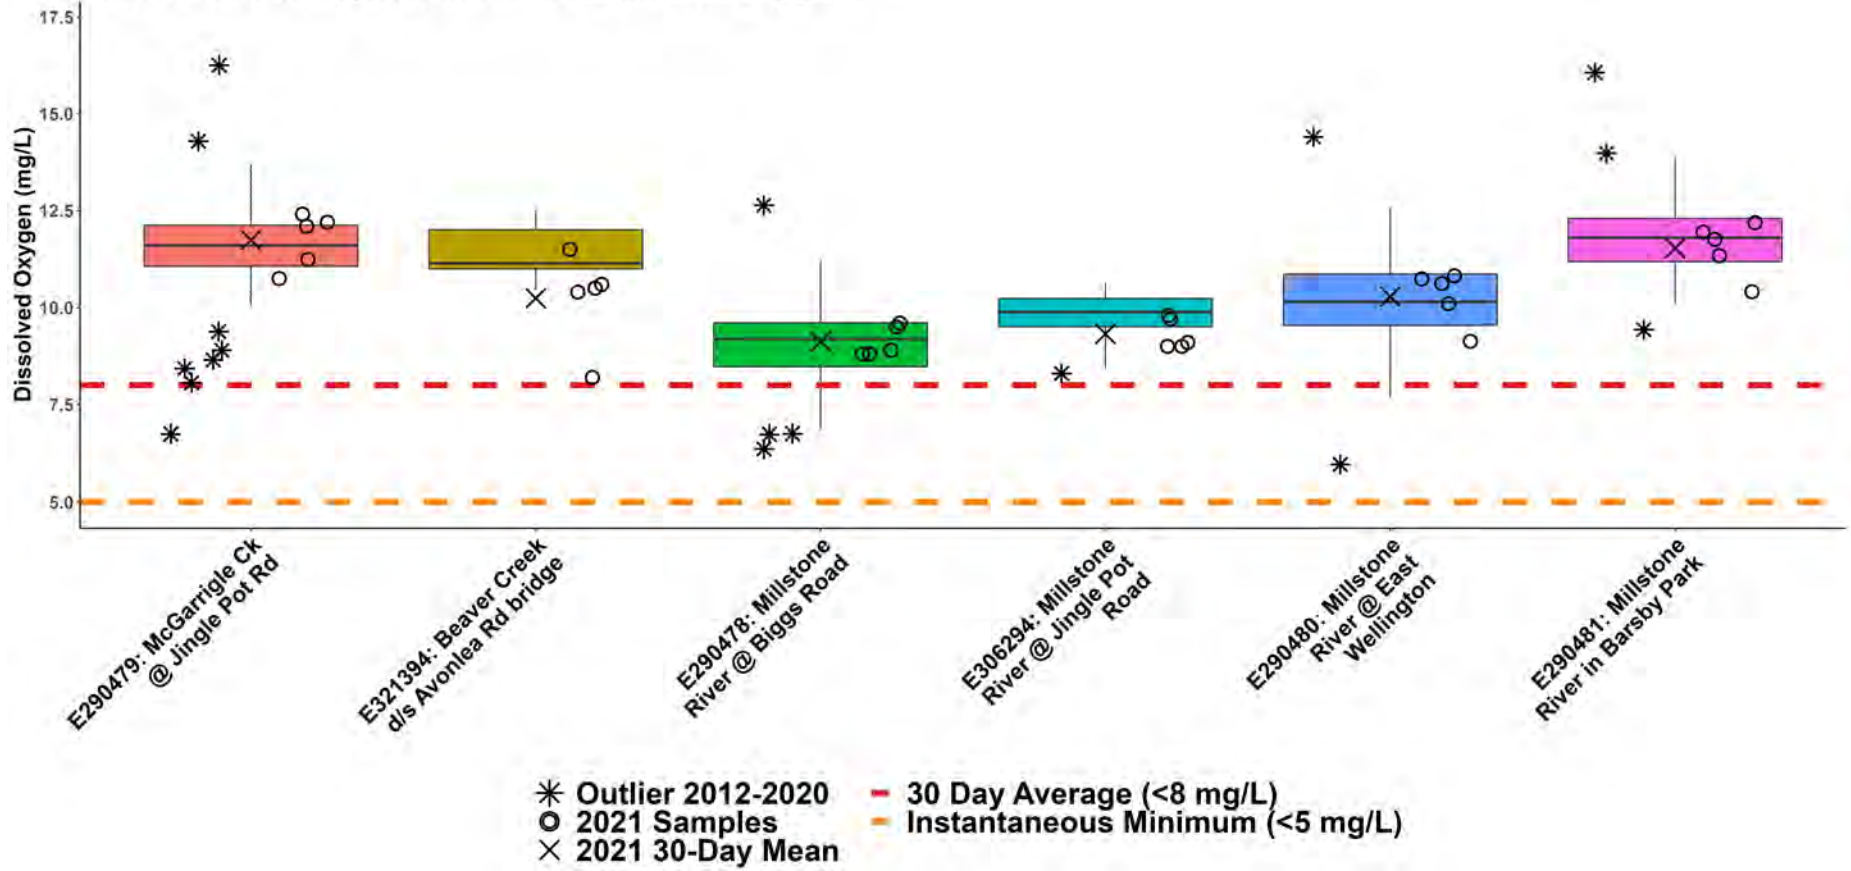 17.5
15.0
12.5
10.0
7.5
5.0
Dissolved Oxygen (mg/L)
E290479: McGarrigle Ck
@ Jingle Pot Rd
E321394: Beaver Creek
d/s Avonlea Rd bridge
E290478: Millstone
River @ Biggs Road
E306294: Millstone
River @ Jingle Pot
Road
E290480: Millstone
River @ East
Wellington
E290481: Millstone
River in Barsby Park
Outlier 2012-2020
2021 Samples
2021 30-Day Mean
30 Day Average (<8 mg/L)
Instantaneous Minimum (<5 mg/L)